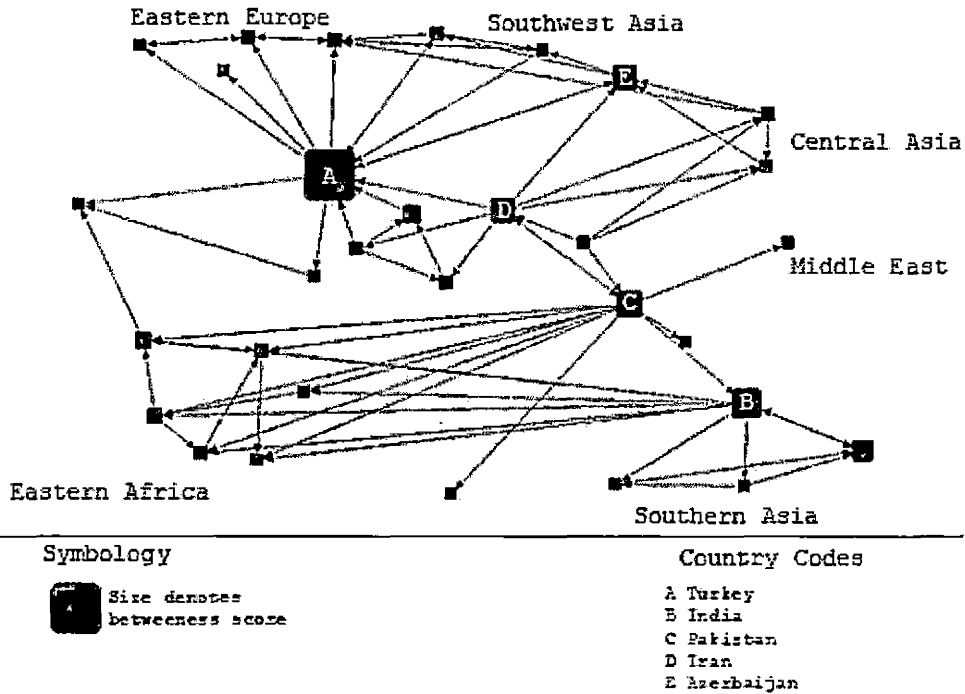 Eastern Europe
Southwest Asia
E
Central Asia
A
D
Middle East
C
B
Eastern Africa
Southern Asia
Symbology
Size denotes
betweeness score
Country Codes
A Turkey
B India
C Pakistan
D Iran
E Azerbaijan